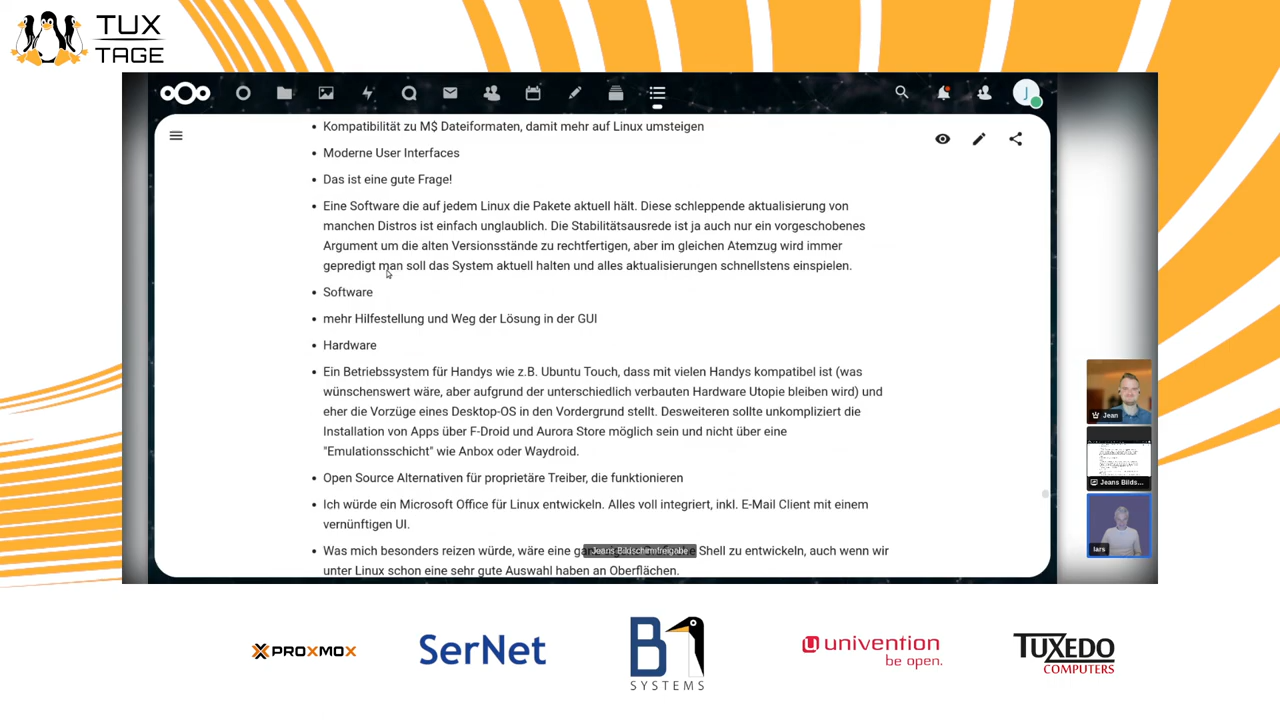 TUX
TAGE
J
• Kompatibilität zu M$ Dateiformaten, damit mehr auf Linux umsteigen
• Moderne User Interfaces
• Das ist eine gute Frage!
• Eine Software die auf jedem Linux die Pakete aktuell hält. Diese schleppende aktualisierung von
manchen Distros ist einfach unglaublich. Die Stabilitätsausrede ist ja auch nur ein vorgeschobenes
Argument um die alten Versionsstände zu rechtfertigen, aber im gleichen Atemzug wird immer
gepredigt man soll das System aktuell halten und alles aktualisierungen schnellstens einspielen.
• Software
• mehr Hilfestellung und Weg der Lösung in der GUI
• Hardware
• Ein Betriebssystem für Handys wie z.B. Ubuntu Touch, dass mit vielen Handys kompatibel ist (was
wünschenswert wäre, aber aufgrund der unterschiedlich verbauten Hardware Utopie bleiben wird) und
eher die Vorzüge eines Desktop-OS in den Vordergrund stellt. Desweiteren sollte unkompliziert die
Installation von Apps über F-Droid und Aurora Store möglich sein und nicht über eine
"Emulationsschicht" wie Anbox oder Waydroid.
• Open Source Alternativen für proprietäre Treiber, die funktionieren
• Ich würde ein Microsoft Office für Linux entwickeln. Alles voll integriert, inkl. E-Mail Client mit einem
vernünftigen UI.
• Was mich besonders reizen würde, wäre eine Shell zu entwickeln, auch wenn wir
unter Linux schon eine sehr gute Auswahl haben an Oberflächen.
Jeans Bildschirmfreigabe
Jean
Jeans Bilds...
lars
PROXMOX
SerNet
B1
SYSTEMS
univention
be open.
TUXEDO
COMPUTERS